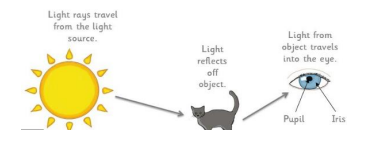 Light rays travel
from the light
source.
Light
reflects
off
object.
Light from
object travels
into the eye.
Pupil
Iris